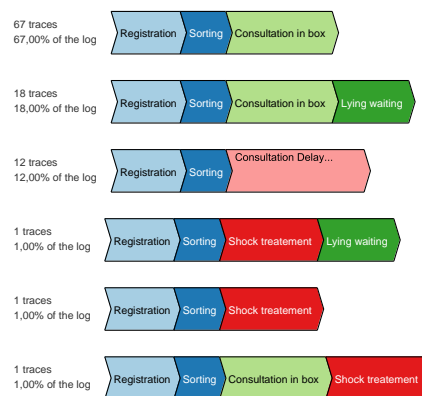 67 traces
67,00% of the log
Registration Sorting Consultation in box
18 traces
18,00% of the log
Registration Sorting Consultation in box Lying waiting
12 traces
12,00% of the log
Registration Sorting Consultation Delay...
1 traces
1,00% of the log
Registration Sorting Shock treatement Lying waiting
1 traces
1,00% of the log
Registration Sorting Shock treatement
1 traces
1,00% of the log
Registration Sorting Consultation in box Shock treatement